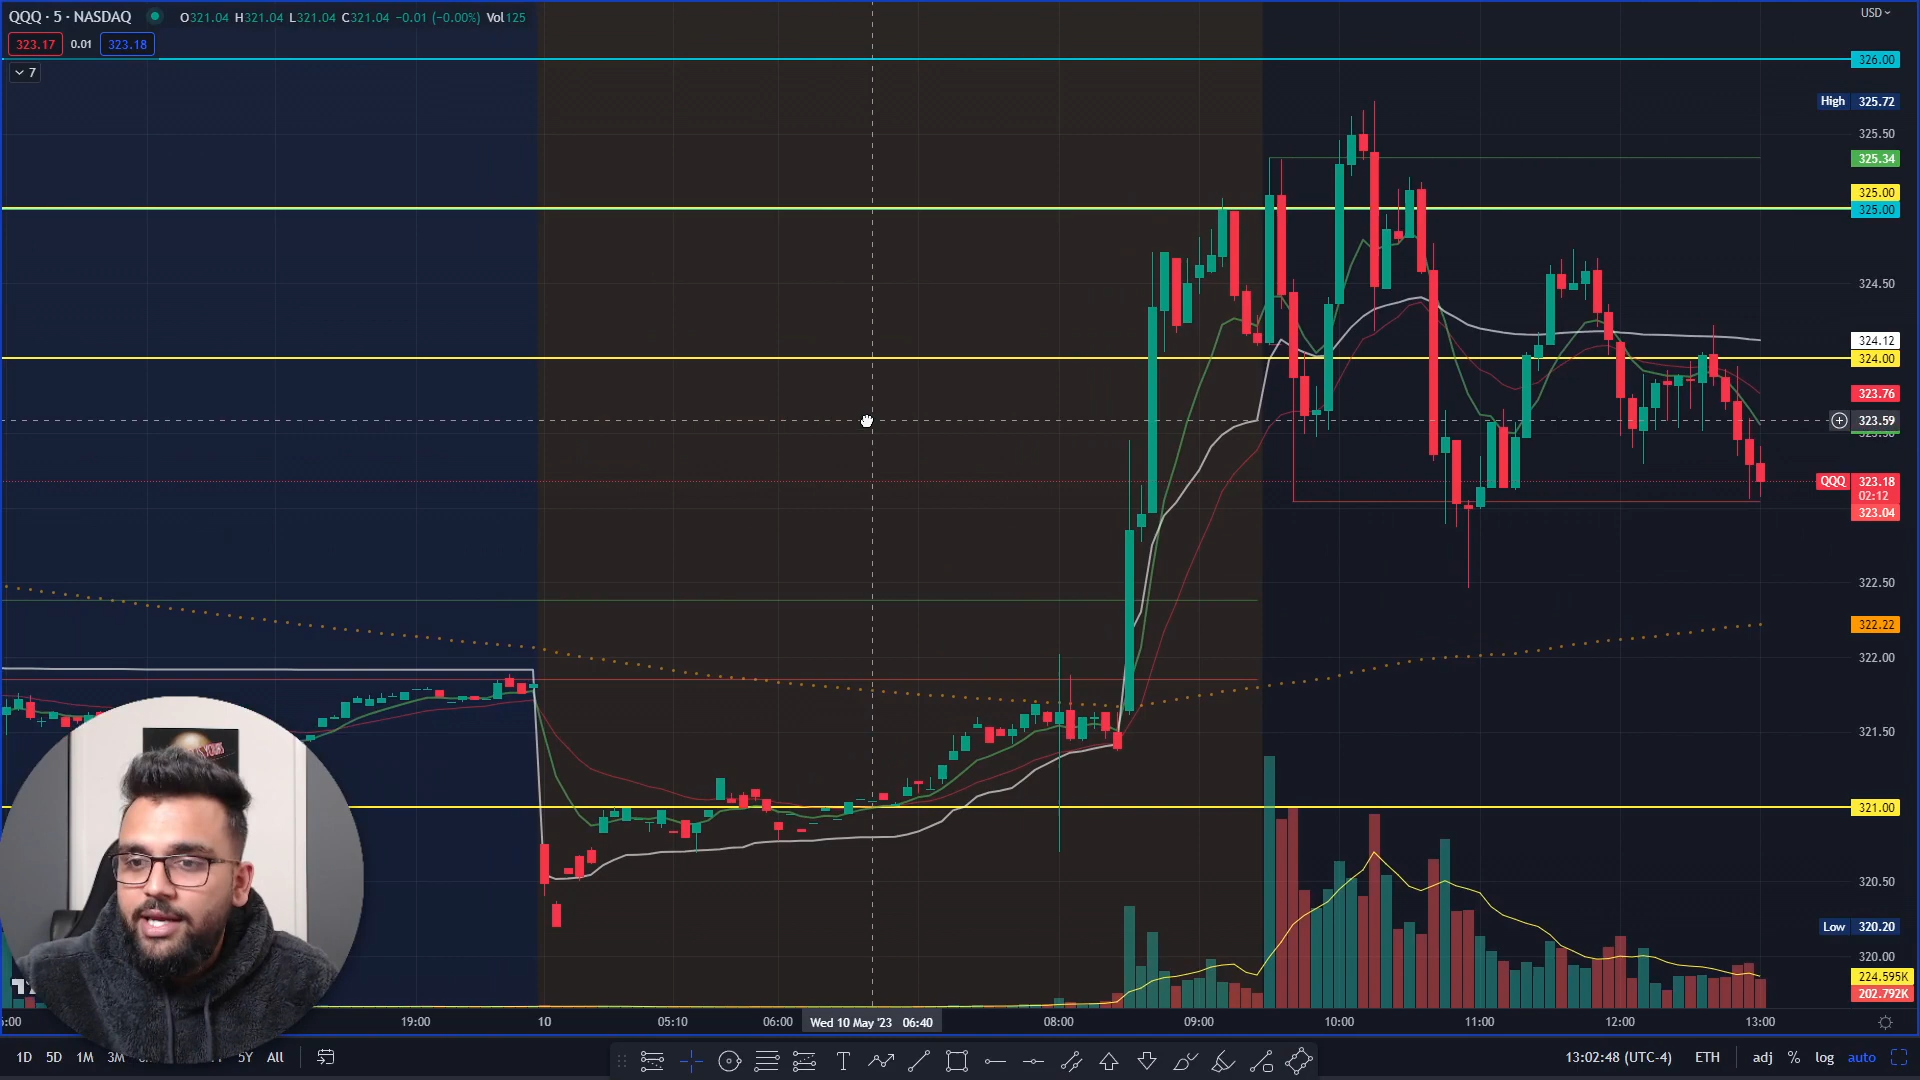 QQQ · 5 · NASDAQ O321.04 H321.04 L321.04 C321.04 −0.01 (−0.00%) Vol125
USD
323.17 0.01 323.18
7
326.00
High 325.72
325.50
325.34
325.00
325.00
324.50
324.12
324.00
323.76
323.59
QQQ 323.18
02:12
323.04
322.50
322.22
322.00
321.50
321.00
320.50
Low 320.20
320.00
224.595K
202.792K
19:00 10 05:10 06:00 Wed 10 May '23 06:40 08:00 09:00 10:00 11:00 12:00 13:00
1D 5D 1M 3M 5Y All
13:02:48 (UTC-4) ETH adj % log auto